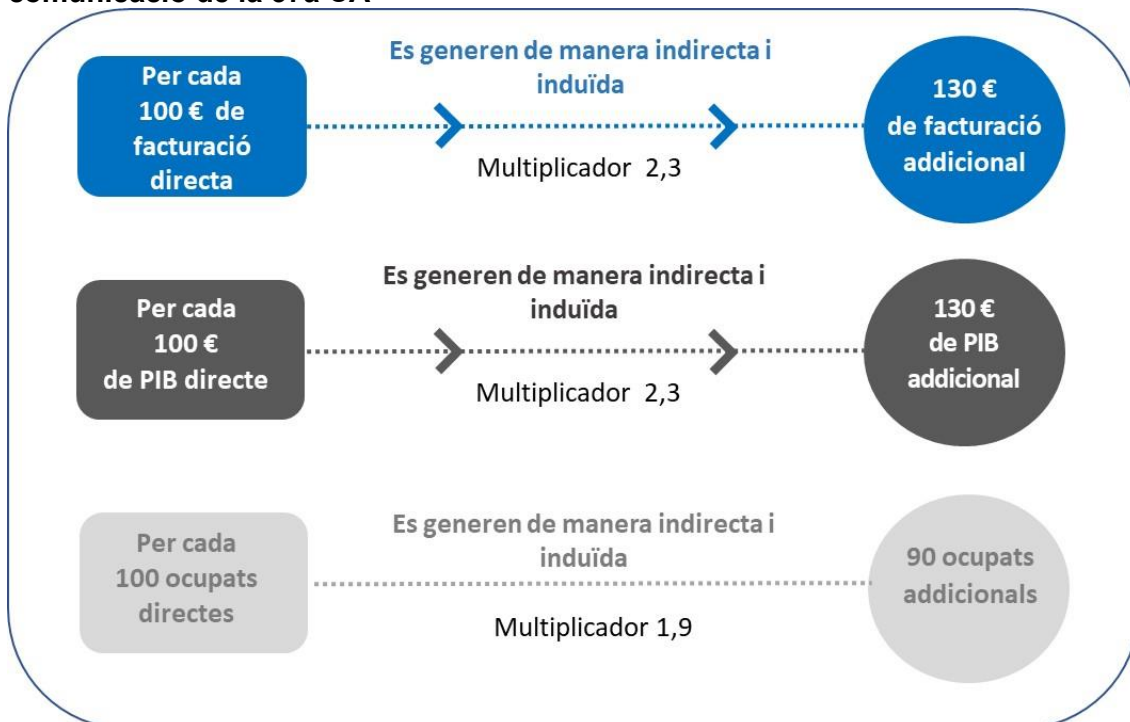 Per cada
100 € de
facturació
directa
Es generen de manera indirecta i
induïda
Multiplicador 2,3
130 €
de facturació
addicional
Per cada
100 €
de PIB directe
Es generen de manera indirecta i
induïda
Multiplicador 2,3
130 €
de PIB
addicional
Per cada
100 ocupats
directes
Es generen de manera indirecta i
induïda
Multiplicador 1,9
90 ocupats
addicionals